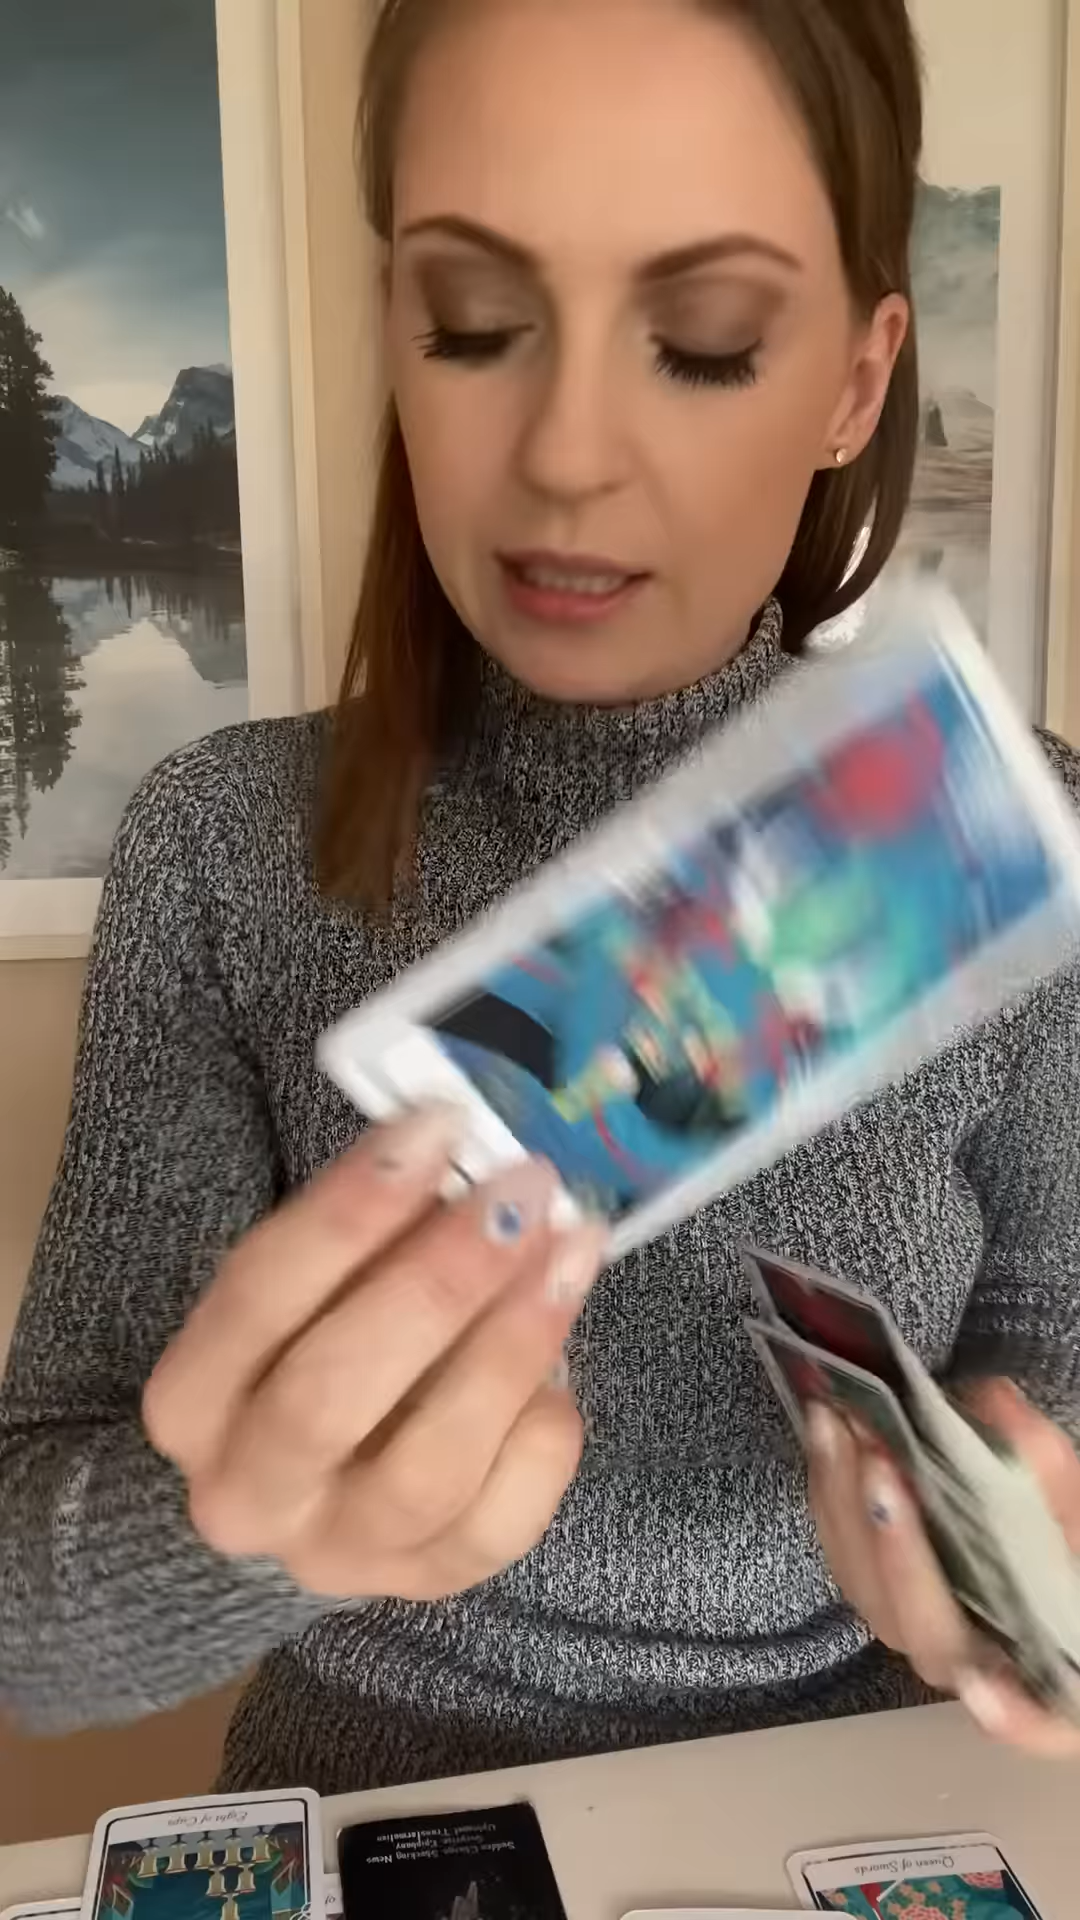 Eight of Cups
Sudden Change Shocking News
Surprise Epiphany
Upheaval Transformation
Queen of Swords